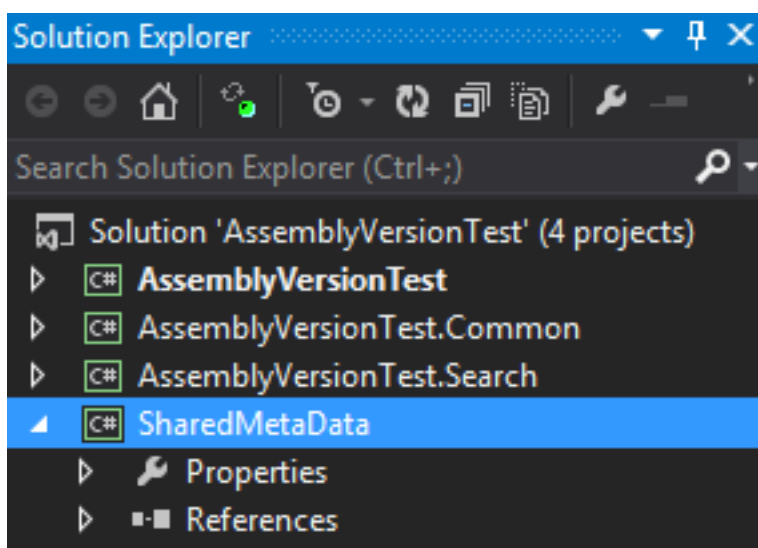 Solution Explorer
Search Solution Explorer (Ctrl+;)
Solution 'AssemblyVersionTest' (4 projects)
C# AssemblyVersionTest
C# AssemblyVersionTest.Common
C# AssemblyVersionTest.Search
C# SharedMetaData
Properties
References